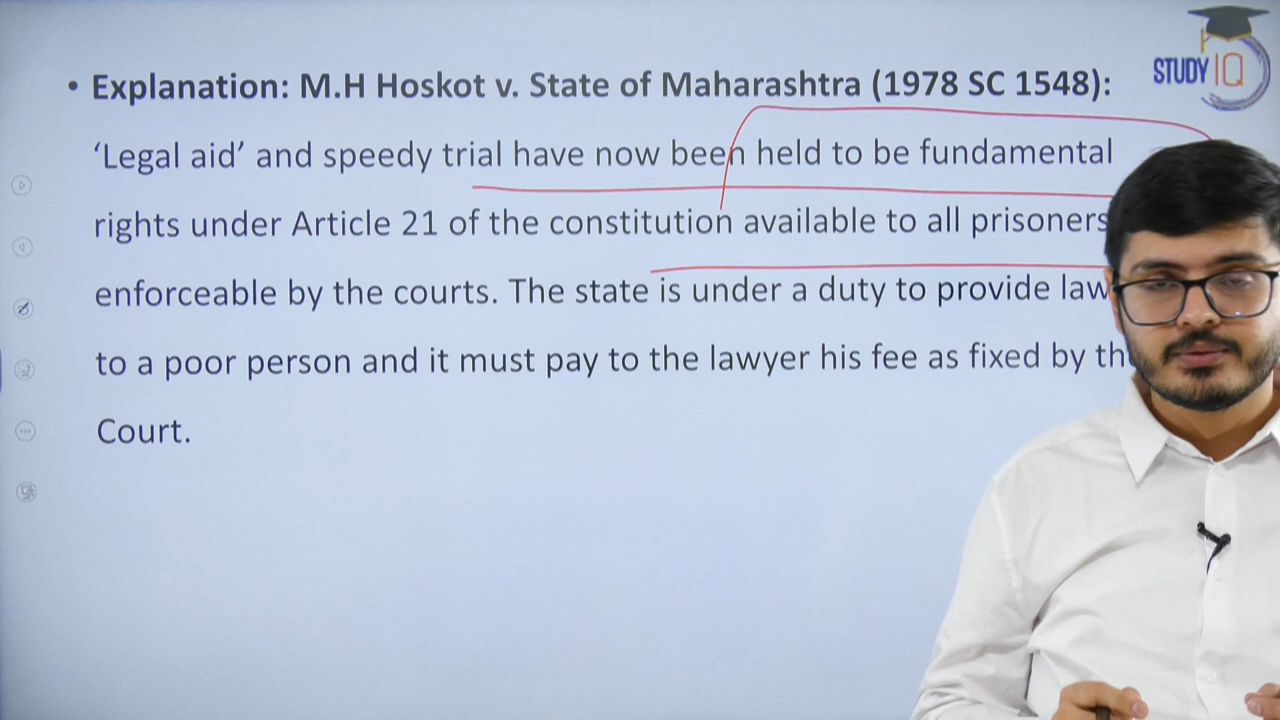 • Explanation: M.H Hoskot v. State of Maharashtra (1978 SC 1548):
‘Legal aid’ and speedy trial have now been held to be fundamental
rights under Article 21 of the constitution available to all prisoners
enforceable by the courts. The state is under a duty to provide law
to a poor person and it must pay to the lawyer his fee as fixed by the
Court.
STUDY IQ